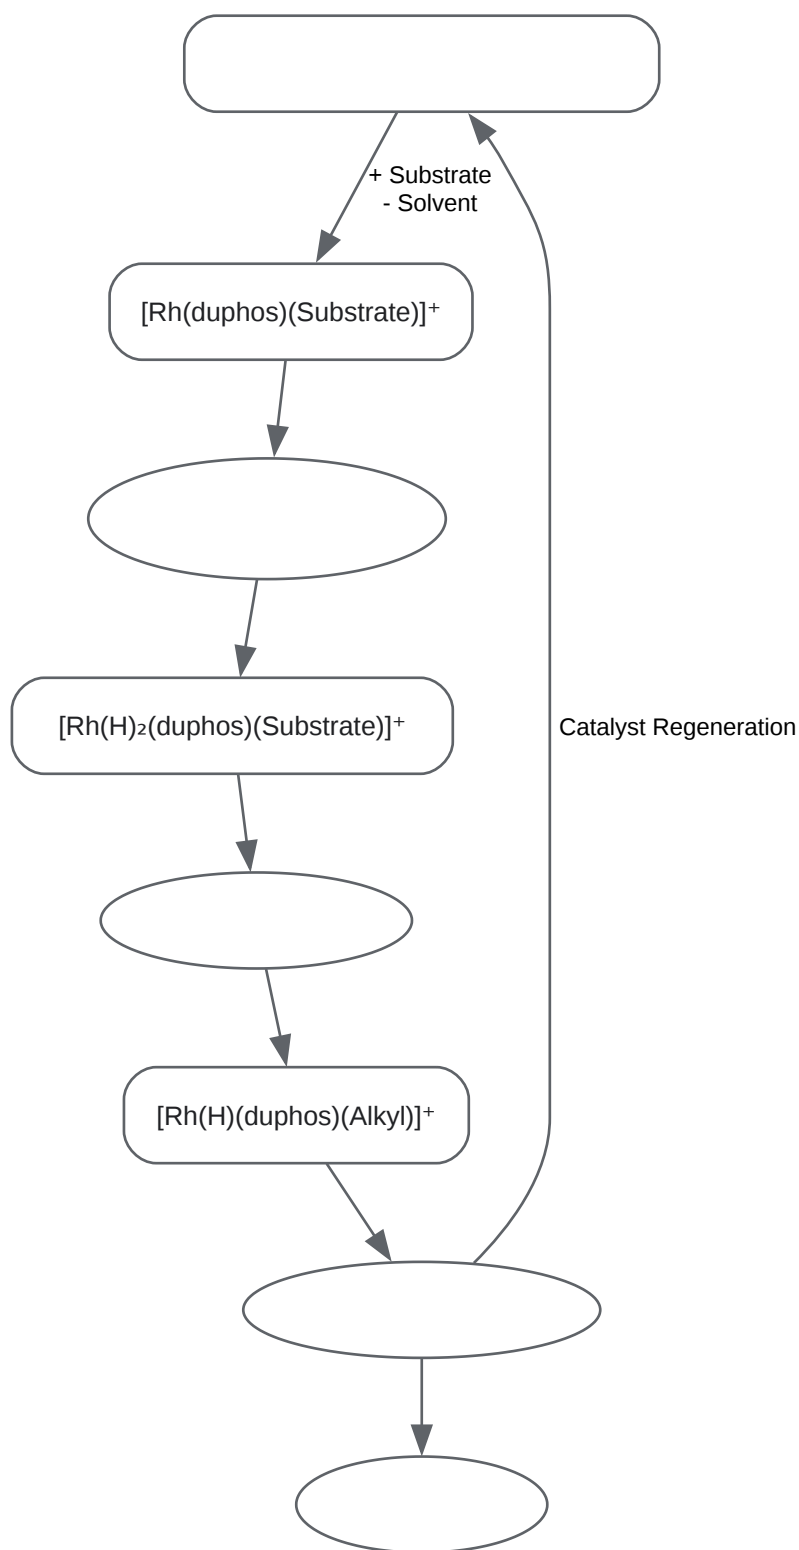 + Substrate
- Solvent
[Rh(duphos)(Substrate)]⁺
[Rh(H)₂(duphos)(Substrate)]⁺
Catalyst Regeneration
[Rh(H)(duphos)(Alkyl)]⁺